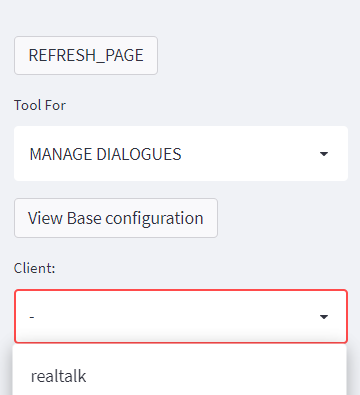 REFRESH_PAGE
Tool For
MANAGE DIALOGUES
View Base configuration
Client:
-
realtalk